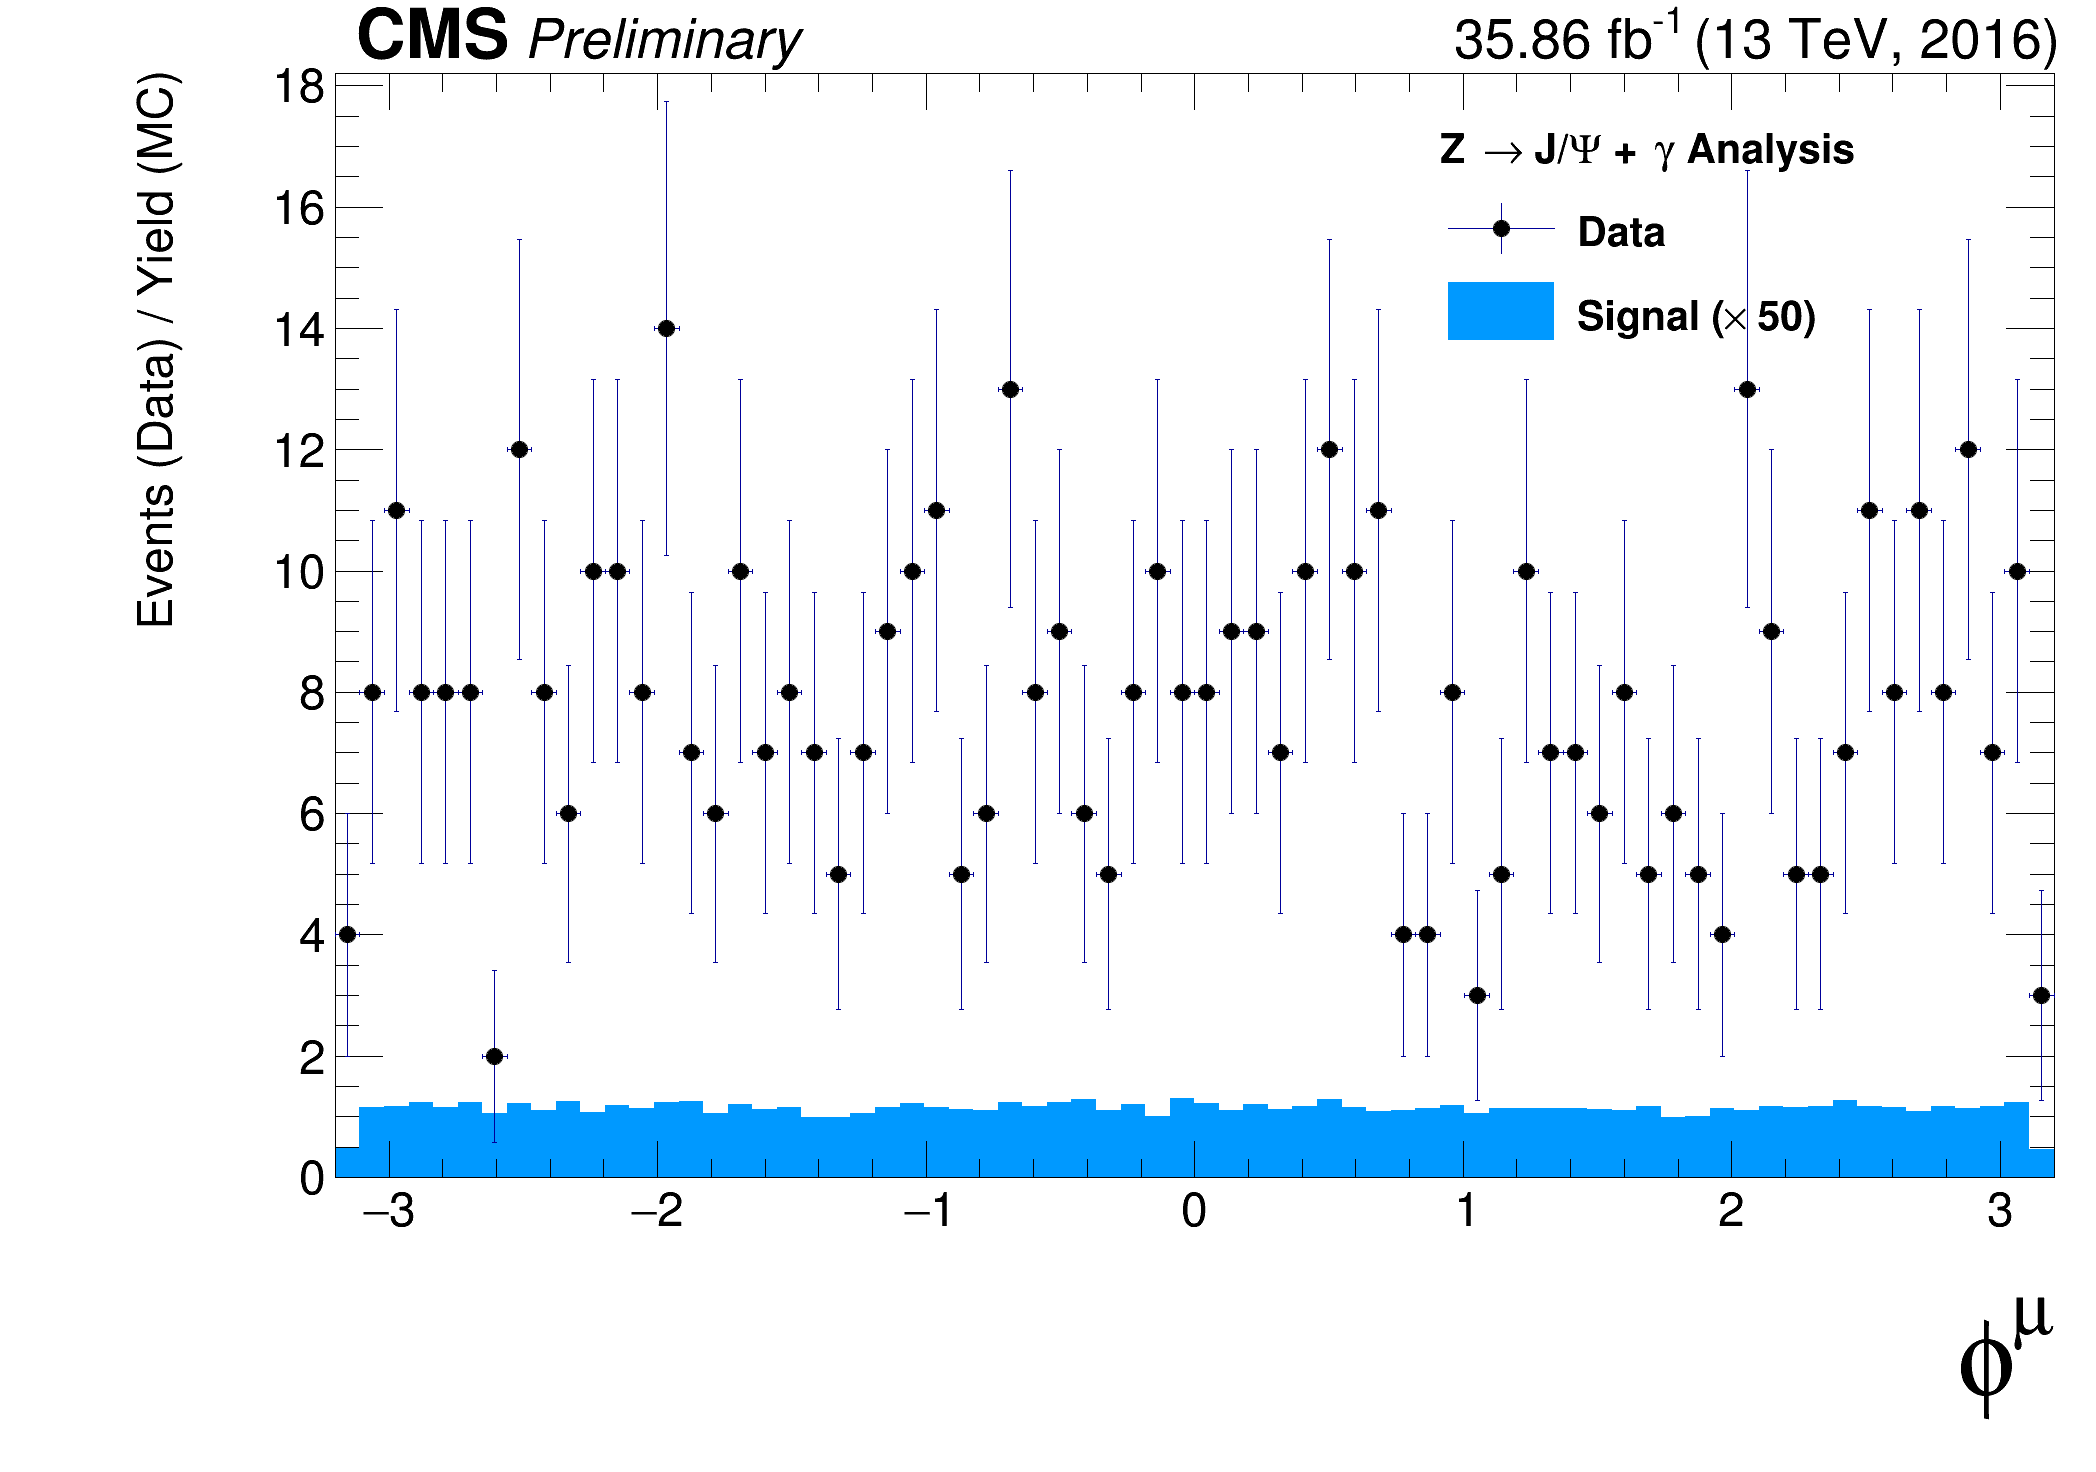 CMS Preliminary 35.86 fb⁻¹ (13 TeV, 2016)
Events (Data) / Yield (MC)
Z → J/Ψ + γ Analysis
Data
Signal (× 50)
18
16
14
12
10
8
6
4
2
0
−3 −2 −1 0 1 2 3
ϕ^μ